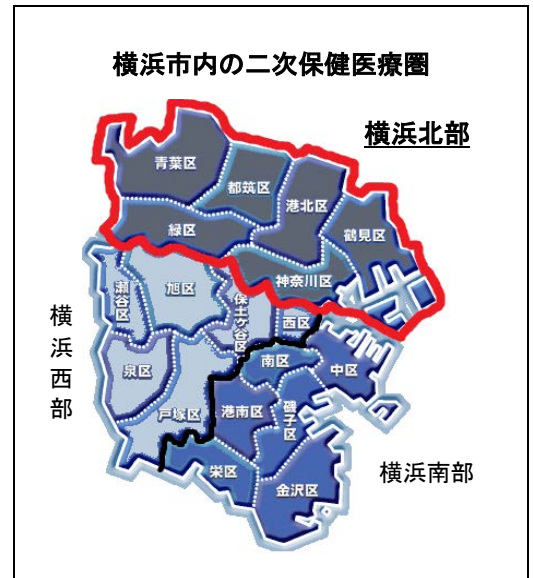 横浜市内の二次保健医療圏
横浜北部
青葉区
都筑区
港北区
鶴見区
緑区
神奈川区
瀬谷区
旭区
保土ヶ谷区
西区
横浜西部
泉区
戸塚区
南区
中区
港南区
磯子区
栄区
金沢区
横浜南部